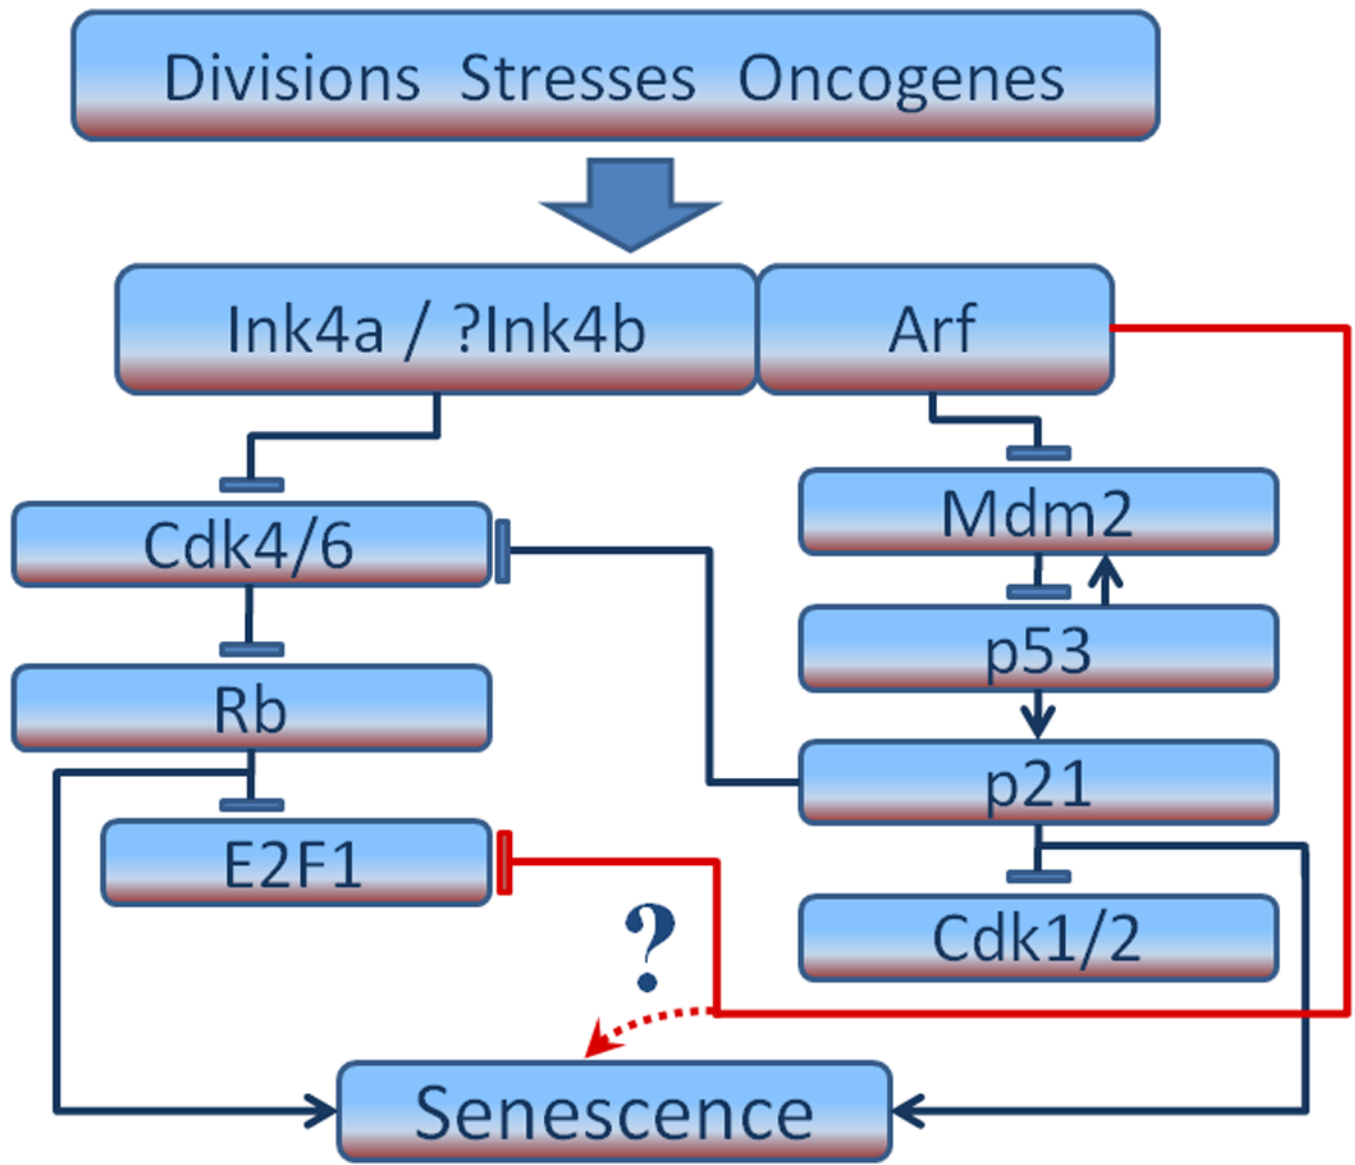 Divisions Stresses Oncogenes
Ink4a / ?Ink4b
Arf
Cdk4/6
Mdm2
p53
Rb
p21
E2F1
?
Cdk1/2
Senescence